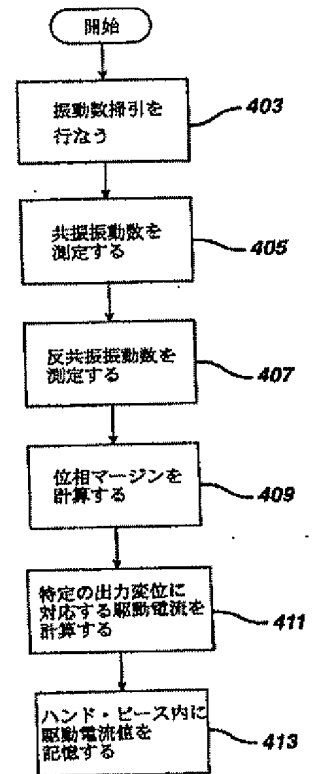 開始
振動数掃引を
行なう
403
共振振動数を
測定する
405
反共振振動数を
測定する
407
位相マージンを
計算する
409
特定の出力変位に
対応する駆動電流を
計算する
411
ハンド・ピース内に
駆動電流値を
記憶する
413